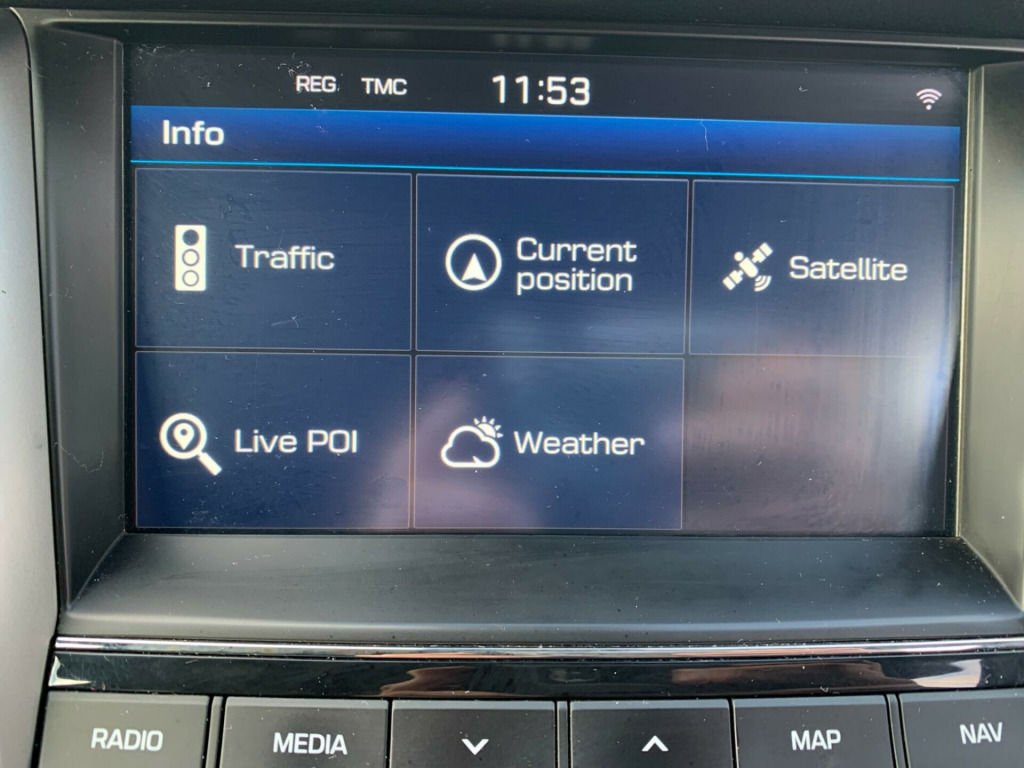 REG TMC 11:53
Info
Traffic
Current
position
Satellite
Live POI
Weather
RADIO
MEDIA
MAP
NAV